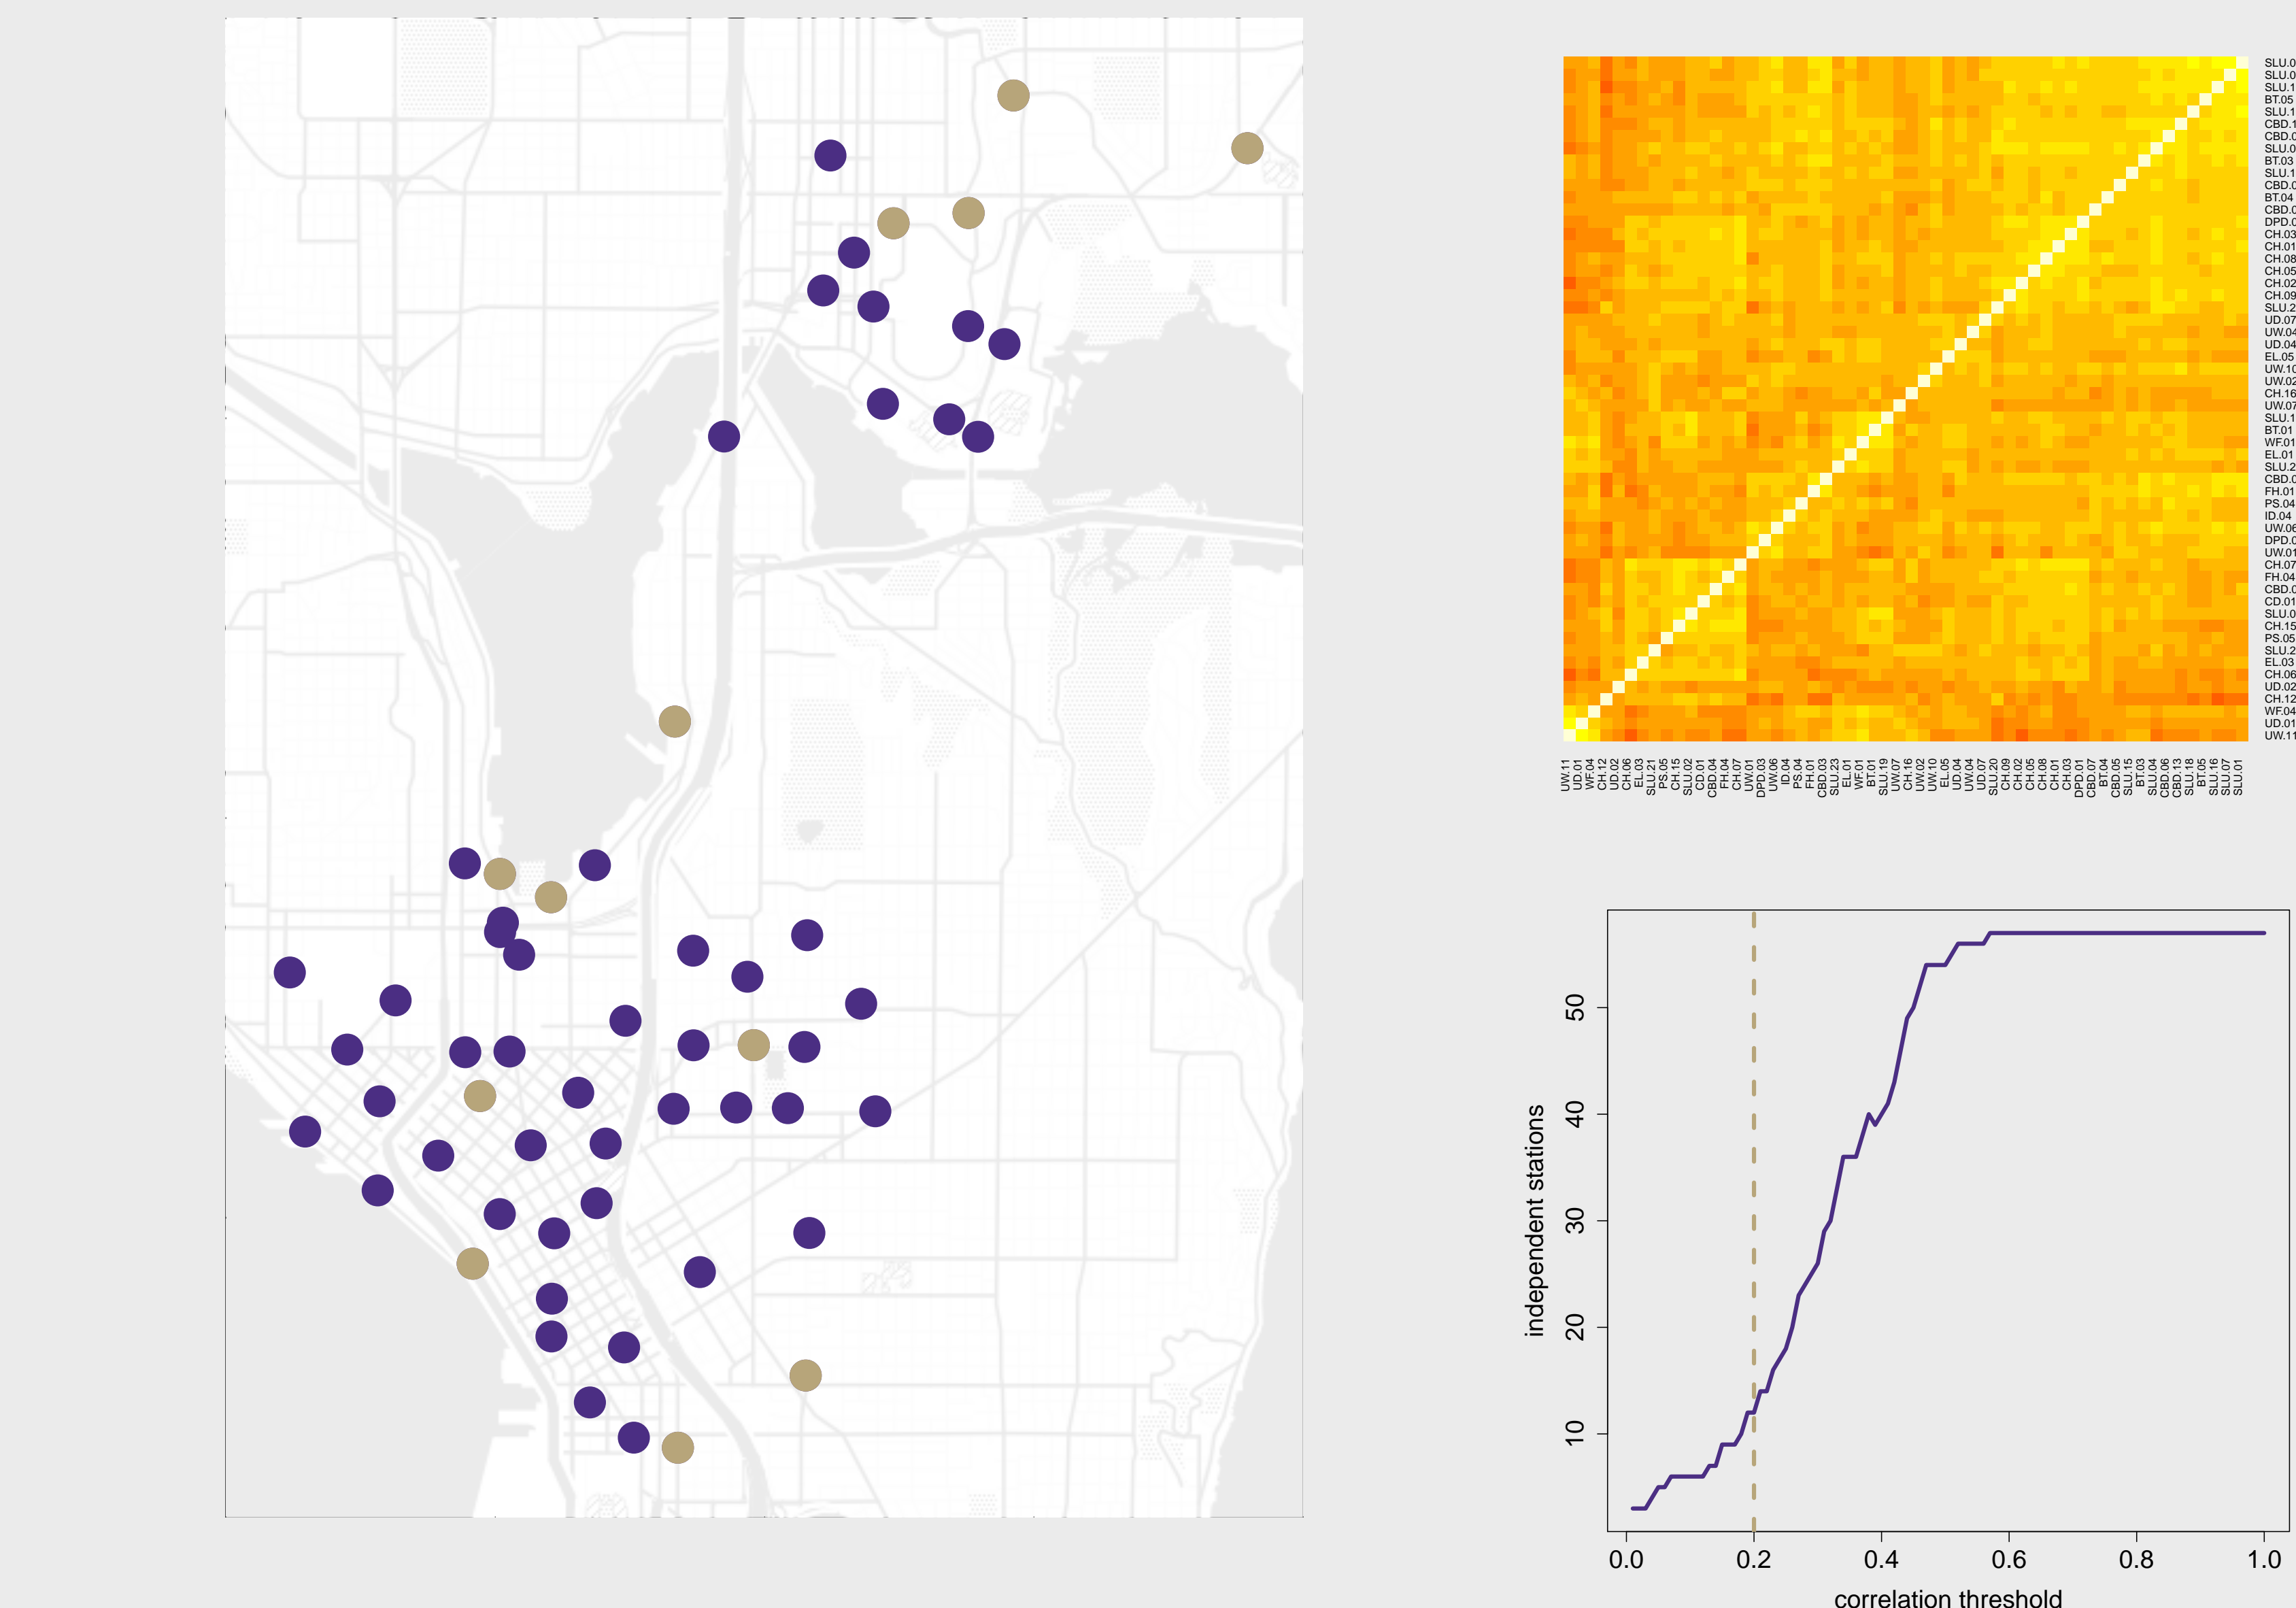 SLU.0
SLU.0
SLU.1
BT.05
SLU.1
CBD.1
CBD.0
SLU.0
BT.03
SLU.1
CBD.0
BT.04
CBD.0
DPD.0
CH.03
CH.01
CH.08
CH.05
CH.02
CH.09
SLU.2
UD.07
UW.04
UD.04
EL.05
UW.10
UW.02
CH.16
UW.07
SLU.1
BT.01
WF.01
EL.01
SLU.2
CBD.0
FH.01
PS.04
ID.04
UW.06
DPD.0
UW.01
CH.07
FH.04
CBD.0
CD.01
SLU.0
CH.15
PS.05
SLU.2
EL.03
CH.06
UD.02
CH.12
WF.04
UD.01
UW.11
UW.11
UD.01
WF.04
CH.12
UD.02
CH.06
EL.03
SLU.21
PS.05
CH.15
SLU.02
CD.01
CBD.04
FH.04
CH.07
UW.01
DPD.03
UW.06
ID.04
PS.04
FH.01
CBD.03
SLU.23
EL.01
WF.01
BT.01
SLU.19
UW.07
CH.16
UW.02
UW.10
EL.05
UD.04
UW.04
UD.07
SLU.20
CH.09
CH.02
CH.05
CH.08
CH.01
CH.03
DPD.01
CBD.07
BT.04
CBD.05
SLU.15
BT.03
SLU.04
CBD.06
CBD.13
SLU.18
BT.05
SLU.16
SLU.07
SLU.01
independent stations
50
40
30
20
10
0.0 0.2 0.4 0.6 0.8 1.0
correlation threshold